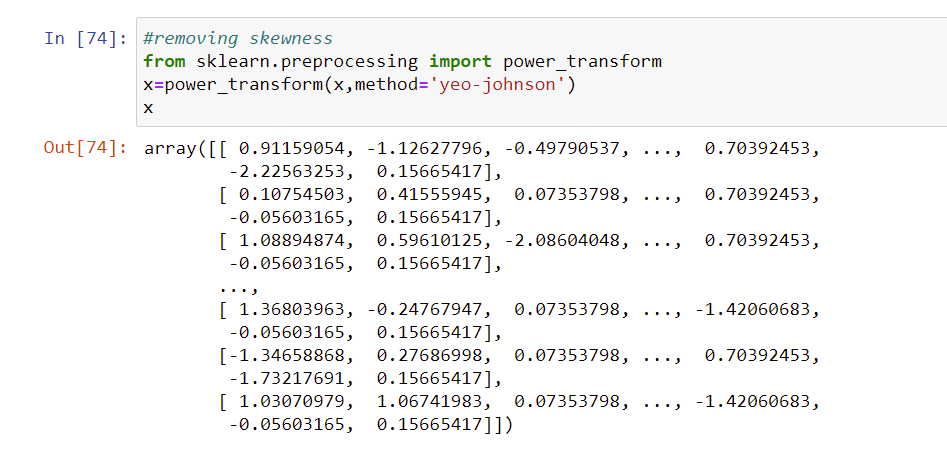 In [74]: #removing skewness
from sklearn.preprocessing import power_transform
x=power_transform(x,method='yeo-johnson')
x
Out[74]: array([[ 0.91159054, -1.12627796, -0.49790537, ..., 0.70392453,
-2.22563253, 0.15665417],
[ 0.10754503, 0.41555945, 0.07353798, ..., 0.70392453,
-0.05603165, 0.15665417],
[ 1.08894874, 0.59610125, -2.08604048, ..., 0.70392453,
-0.05603165, 0.15665417],
...,
[ 1.36803963, -0.24767947, 0.07353798, ..., -1.42060683,
-0.05603165, 0.15665417],
[-1.34658868, 0.27686998, 0.07353798, ..., 0.70392453,
-1.73217691, 0.15665417],
[ 1.03070979, 1.06741983, 0.07353798, ..., -1.42060683,
-0.05603165, 0.15665417]])